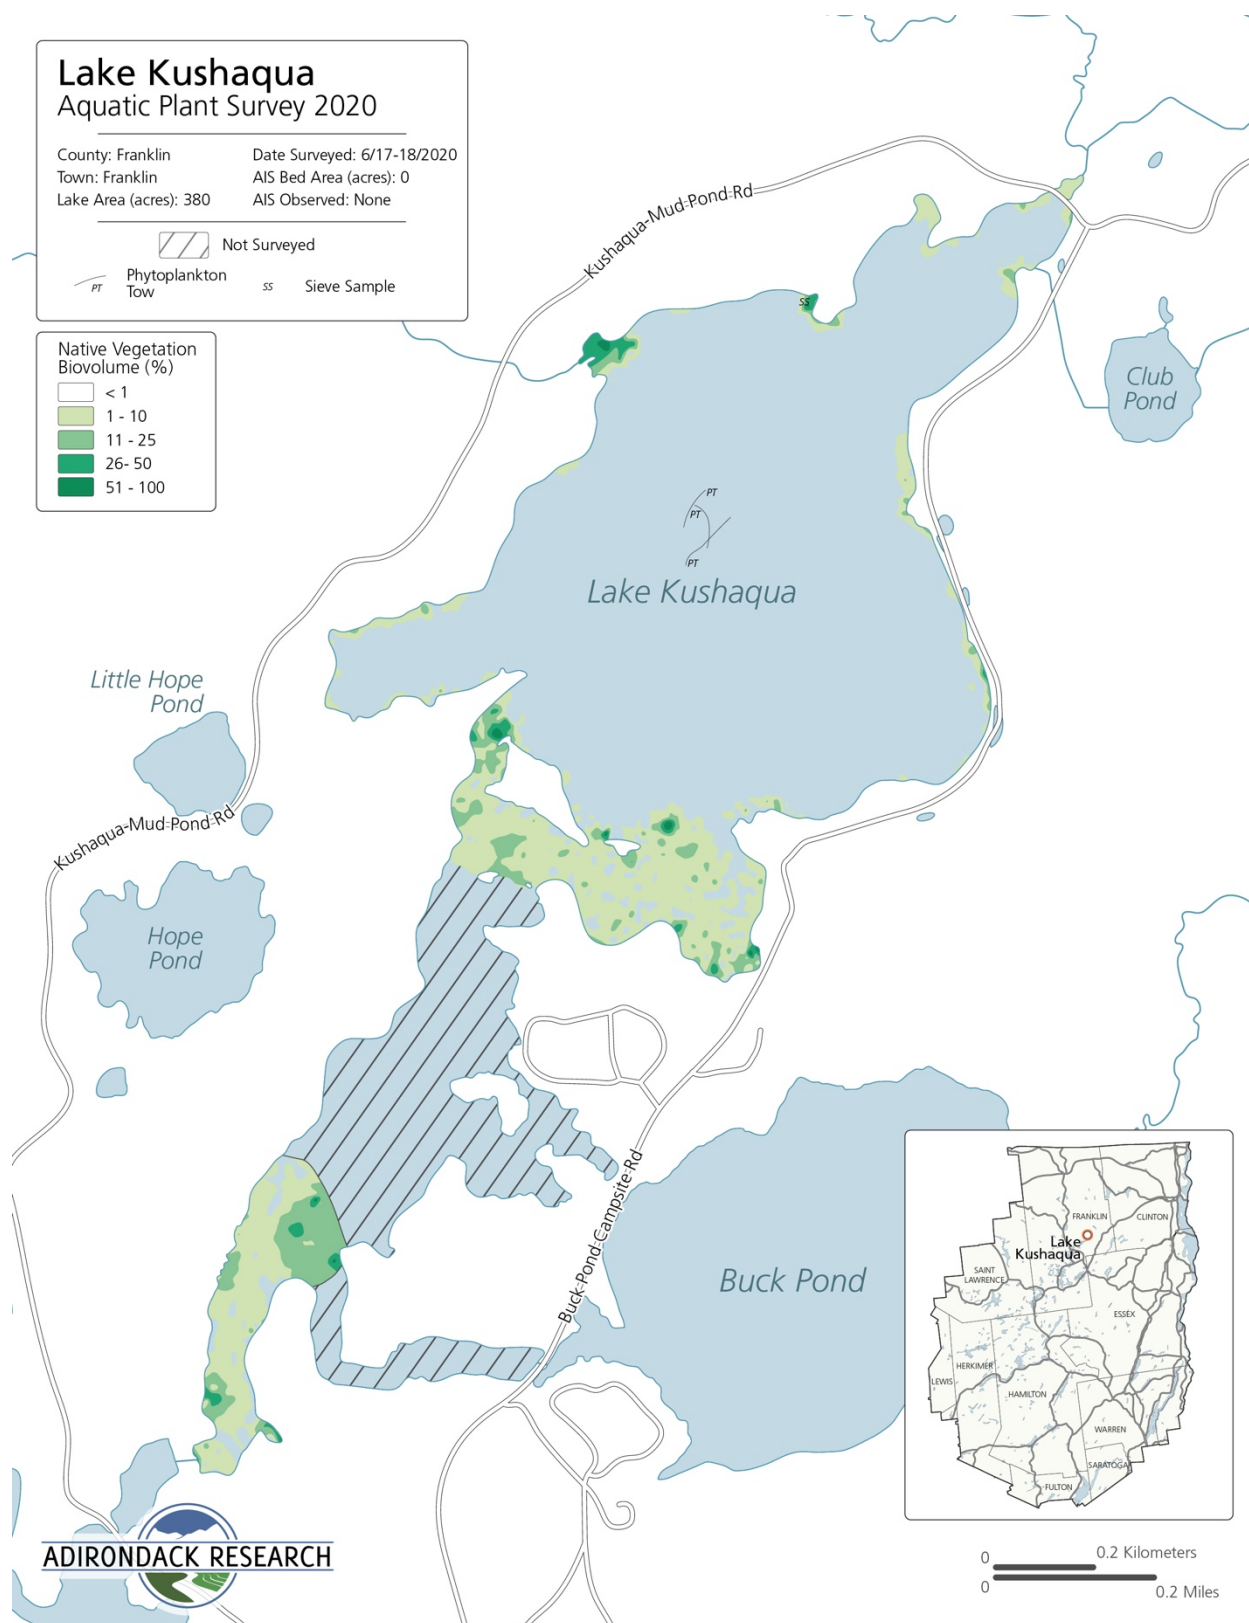 Lake Kushaqua
Aquatic Plant Survey 2020
County: Franklin
Date Surveyed: 6/17-18/2020
Town: Franklin
AIS Bed Area (acres): 0
Lake Area (acres): 380
AIS Observed: None
Not Surveyed
PT
Phytoplankton
Tow
SS
Sieve Sample
Native Vegetation
Biovolume (%)
< 1
1 - 10
11 - 25
26- 50
51 - 100
Kushaqua-Mud-Pond-Rd
SS
Club
Pond
PT
PT
PT
Lake Kushaqua
Little Hope
Pond
Kushaqua-Mud-Pond-Rd
Hope
Pond
Buck-Pond-Campsite-Rd
Buck Pond
FRANKLIN
CLINTON
Lake
Kushaqua
SAINT
LAWRENCE
ESSEX
HERKIMER
LEWIS
HAMILTON
WARREN
SARATOGA
FULTON
ADIRONDACK RESEARCH
0
0.2 Kilometers
0
0.2 Miles